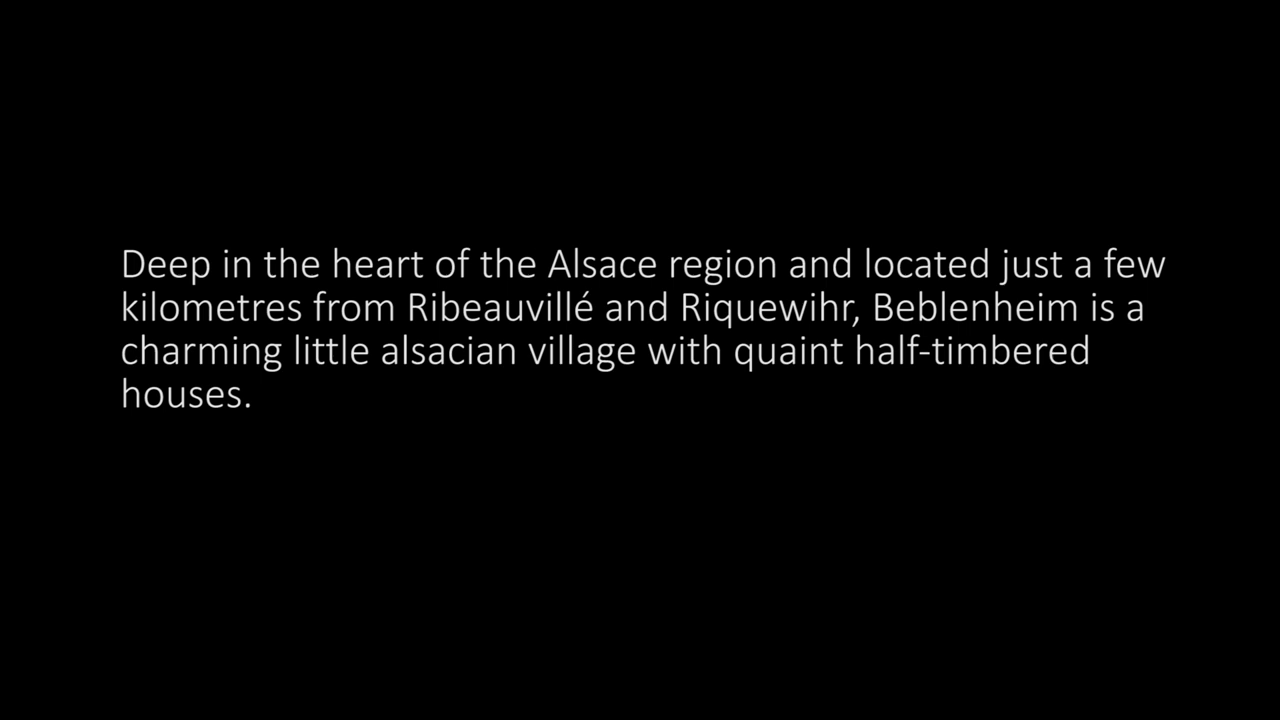 Deep in the heart of the Alsace region and located just a few
kilometres from Ribeauvillé and Riquewihr, Beblenheim is a
charming little alsacian village with quaint half-timbered
houses.